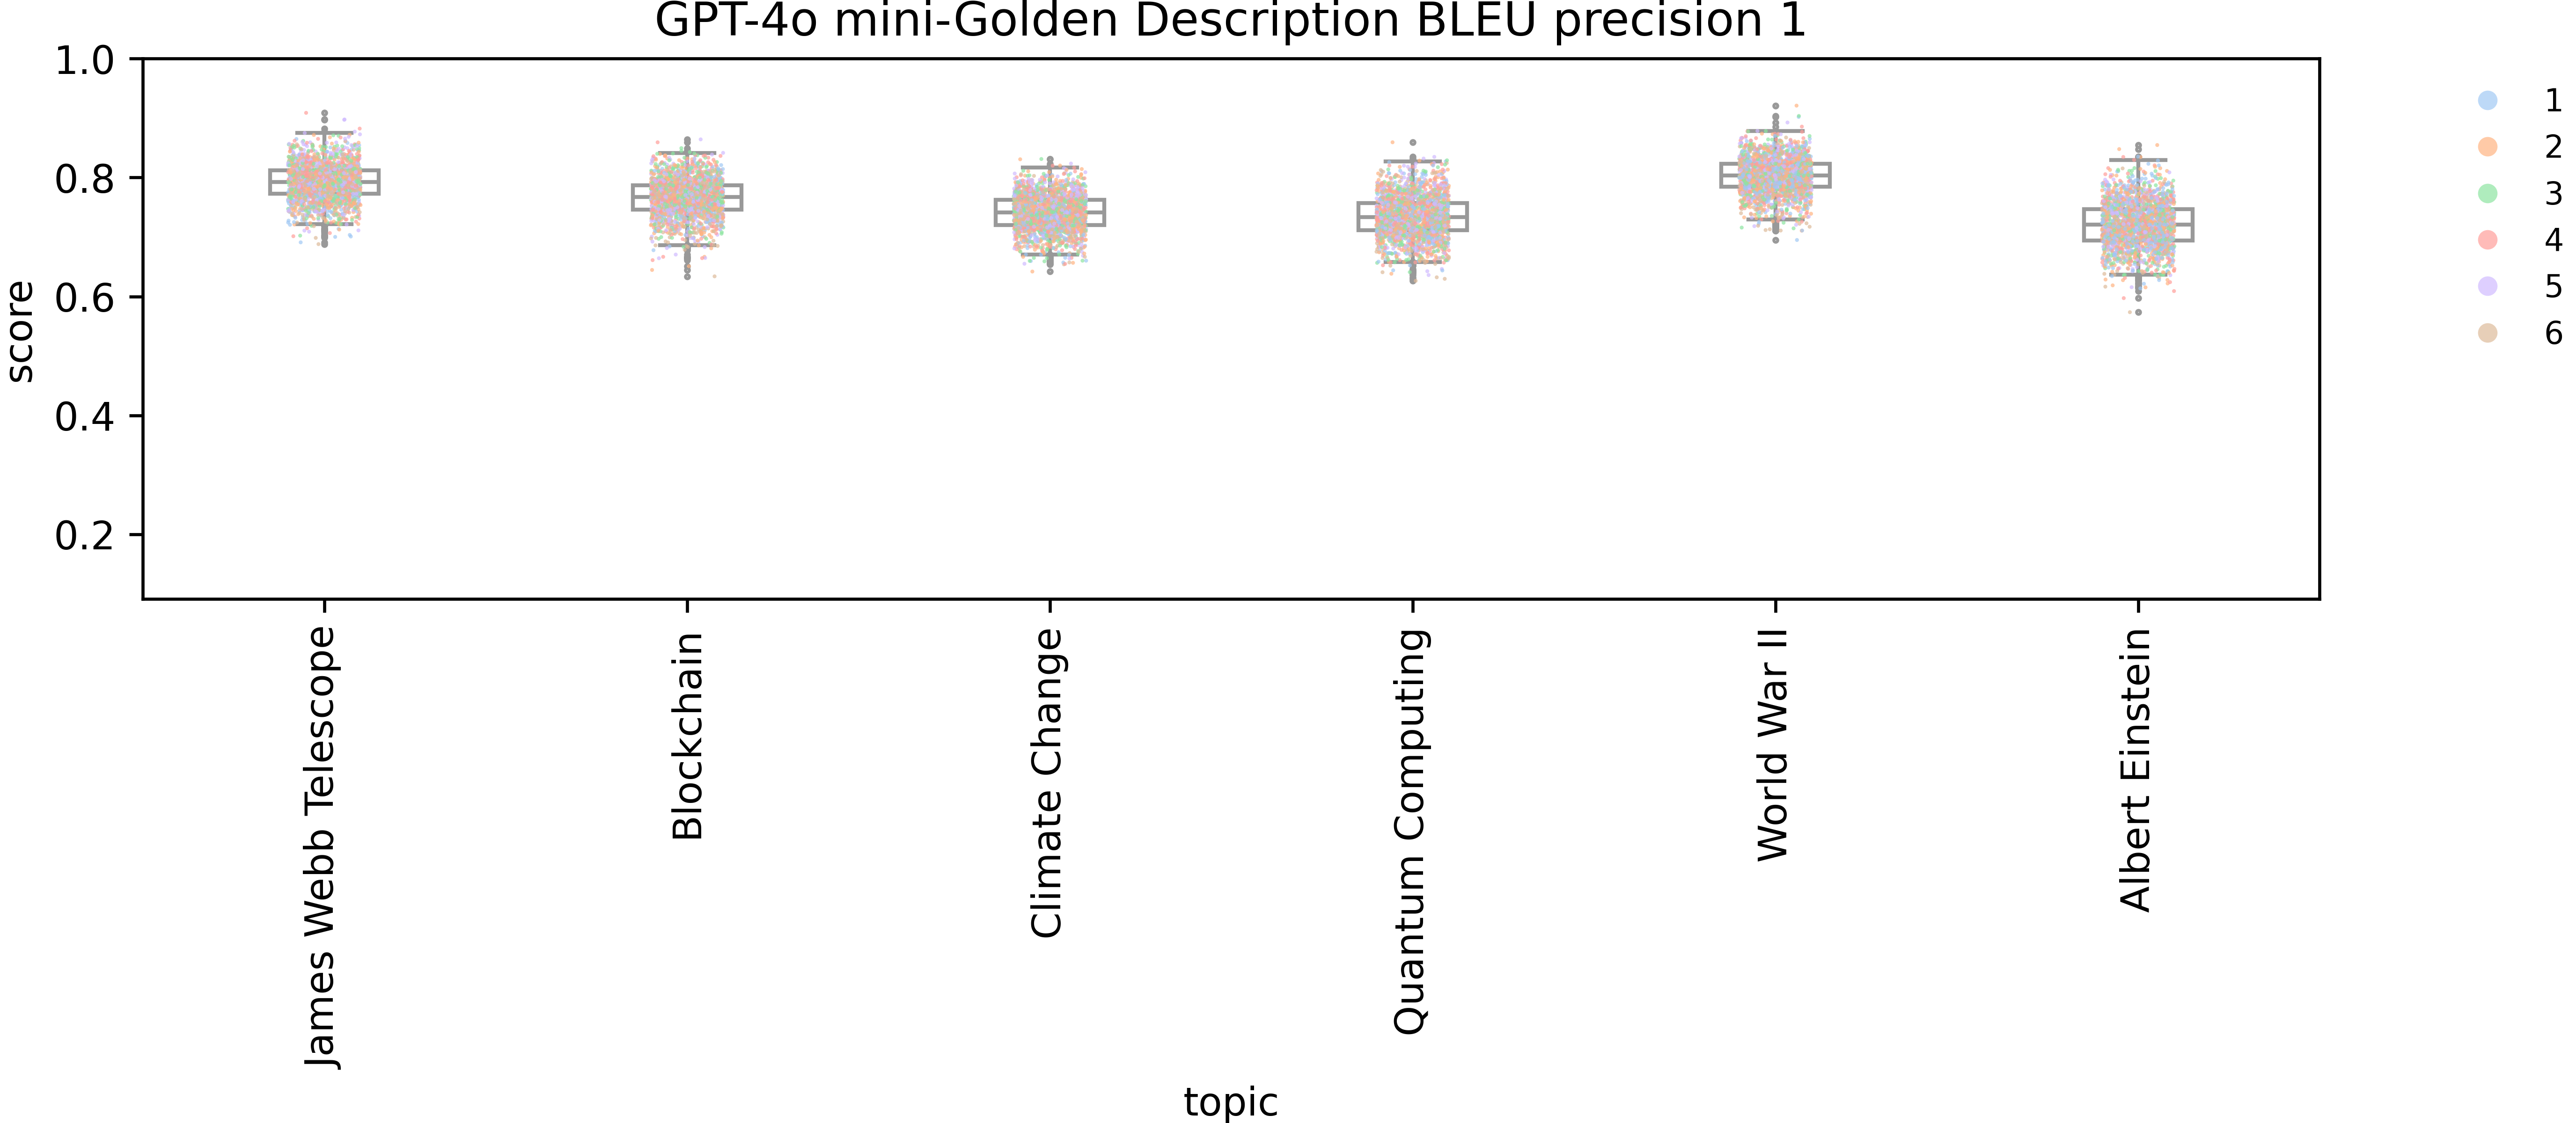 GPT-4o mini-Golden Description BLEU precision 1
1.0
0.8
0.6
0.4
0.2
score
James Webb Telescope
Blockchain
Climate Change
Quantum Computing
World War II
Albert Einstein
topic
1
2
3
4
5
6